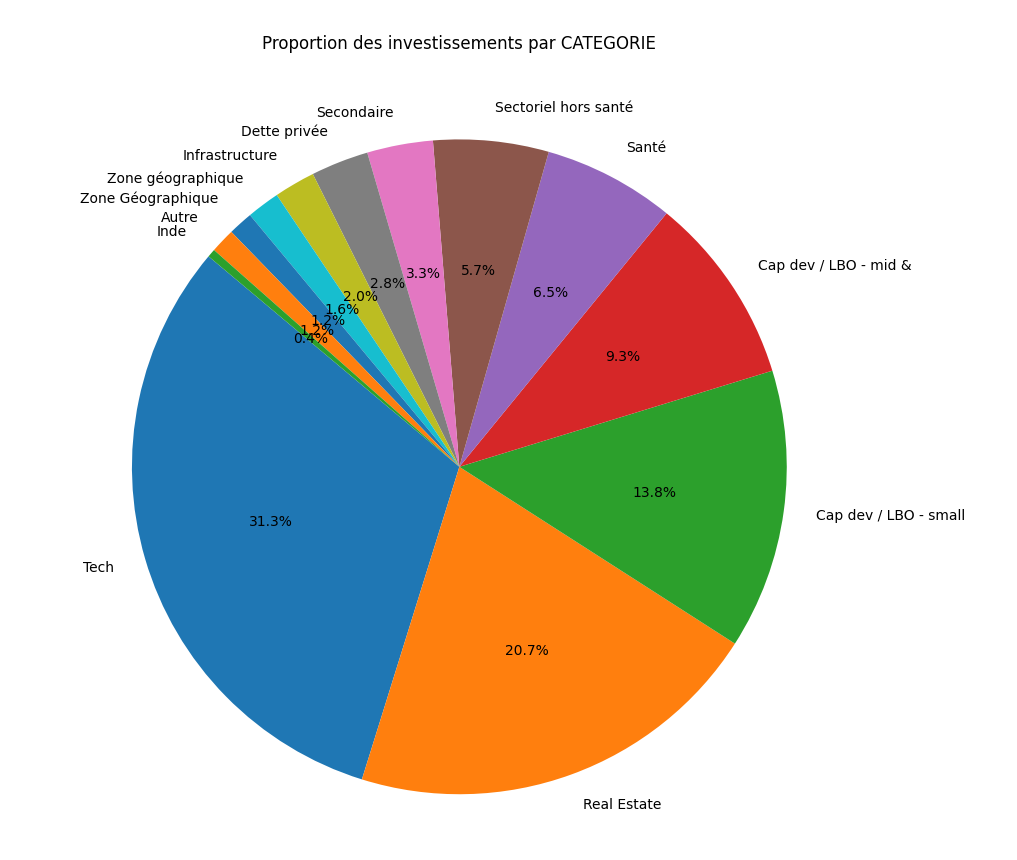 Proportion des investissements par CATEGORIE
Sectoriel hors santé
Secondaire
Dette privée
Santé
Infrastructure
Zone géographique
Zone Géographique
Autre
Inde
Cap dev / LBO - mid &
5.7%
3.3%
2.8%
6.5%
2.0%
1.6%
1.2%
1.2%
0.4%
9.3%
13.8%
Cap dev / LBO - small
31.3%
Tech
20.7%
Real Estate